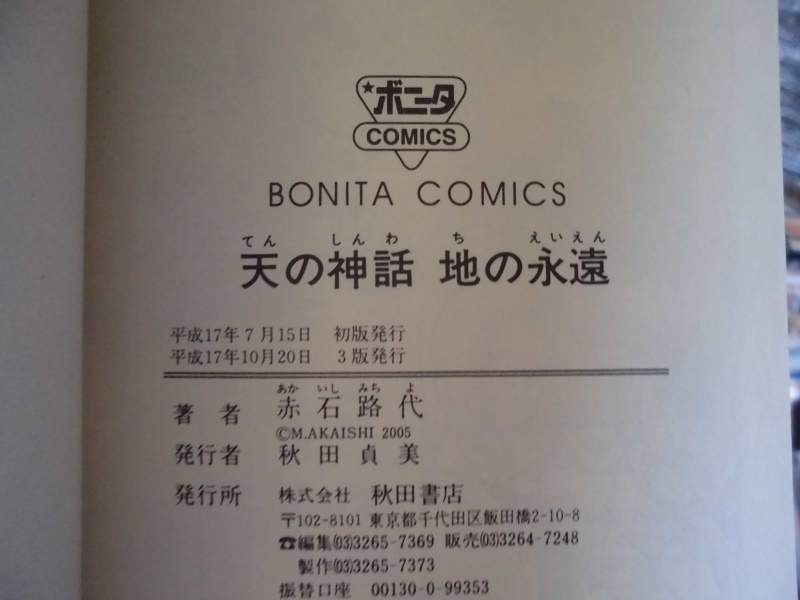 ★ボニータ
COMICS
BONITA COMICS
てん しんわ ち えいえん
天の神話 地の永遠
平成17年7月15日 初版発行
平成17年10月20日 3版発行
あか いし みち よ
著者 赤石路代
©M.AKAISHI 2005
発行者 秋田貞美
発行所 株式会社 秋田書店
〒102-8101 東京都千代田区飯田橋2-10-8
☎編集(03)3265-7369 販売(03)3264-7248
製作(03)3265-7373
振替口座 00130-0-99353